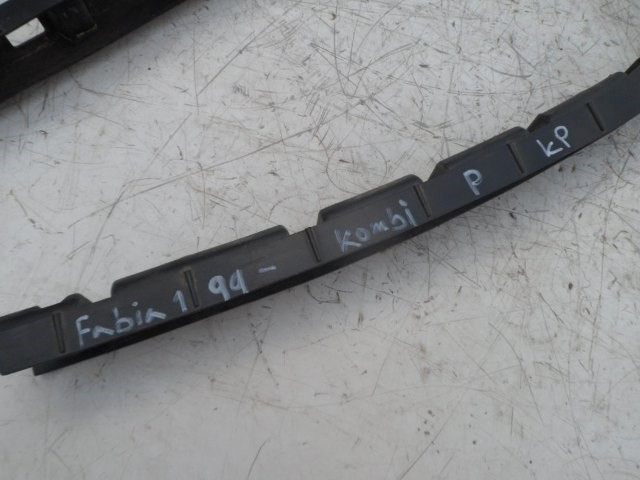 Fabia 1 99 - kombi P KP